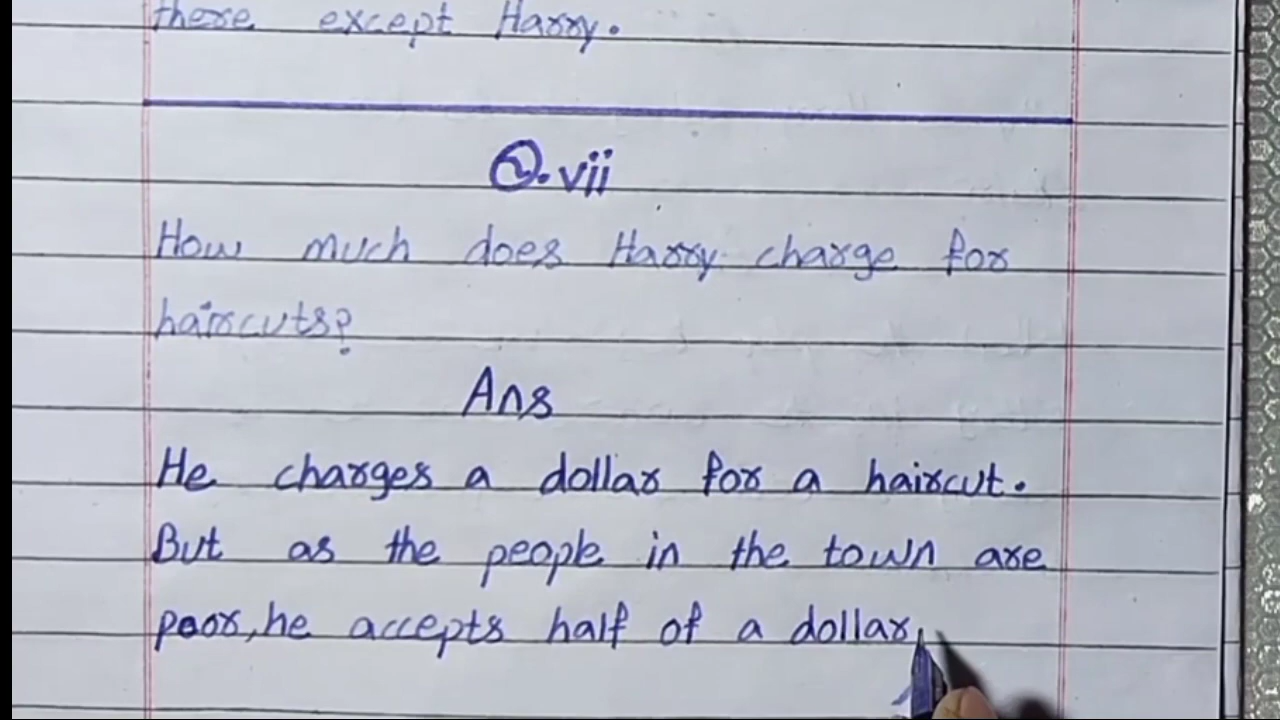 there except Harry.
Q.vii
How much does Harry charge for
haircuts?
Ans
He charges a dollar for a haircut.
But as the people in the town are
poor, he accepts half of a dollar